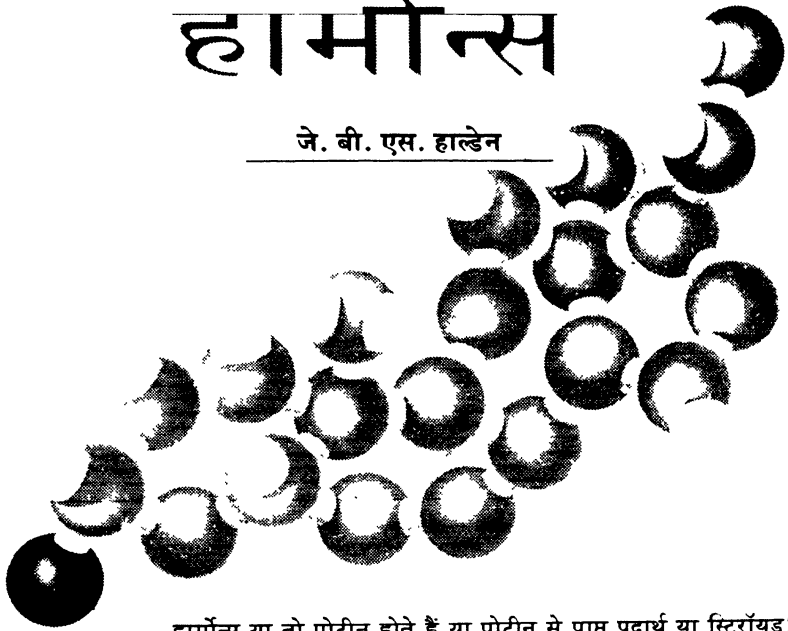 हार्मोन्स
जे. बी. एस. हाल्डेन
हार्मोन्स या तो प्रोटीन होते हैं या प्रोटीन से प्राप्त पदार्थ या स्टिरॉयड